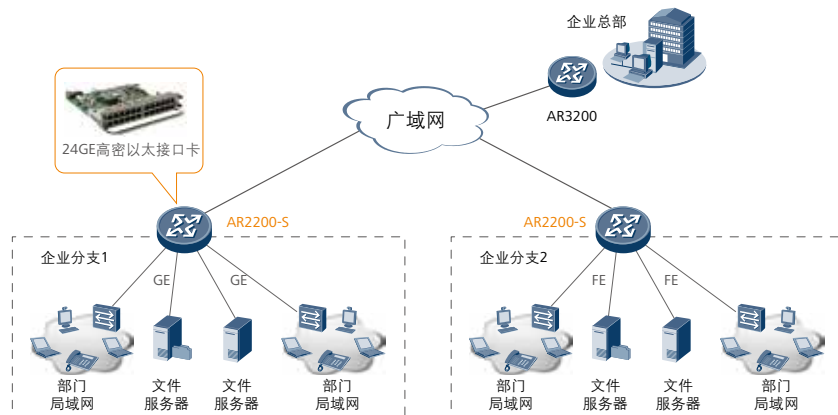 企业总部
AR3200
广域网
24GE高密以太接口卡
AR2200-S
AR2200-S
企业分支1
GE
GE
部门
局域网
文件
服务器
文件
服务器
部门
局域网
企业分支2
FE
FE
部门
局域网
文件
服务器
文件
服务器
部门
局域网